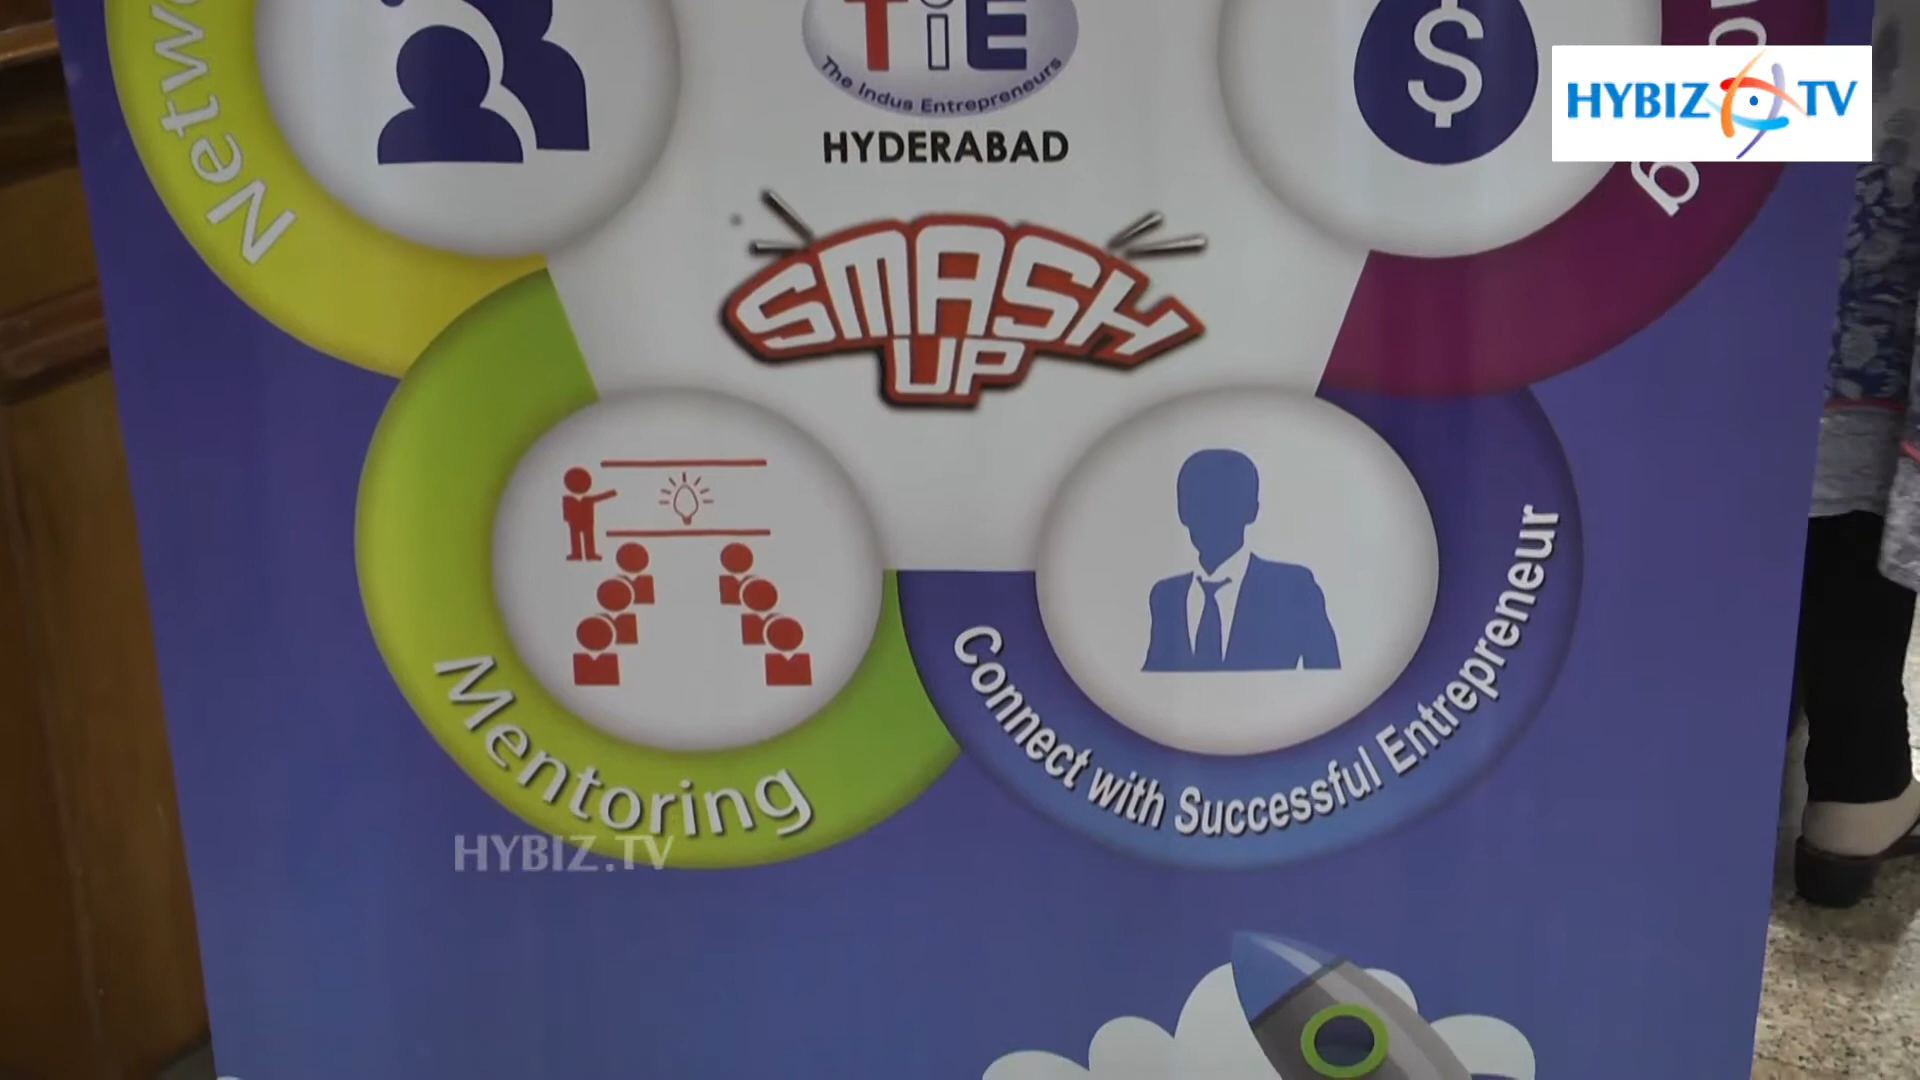 TiE
The Indus Entrepreneurs
HYDERABAD
SMASH
UP
$
HYBIZ TV
Mentoring
Connect with Successful Entrepreneur
HYBIZ.TV